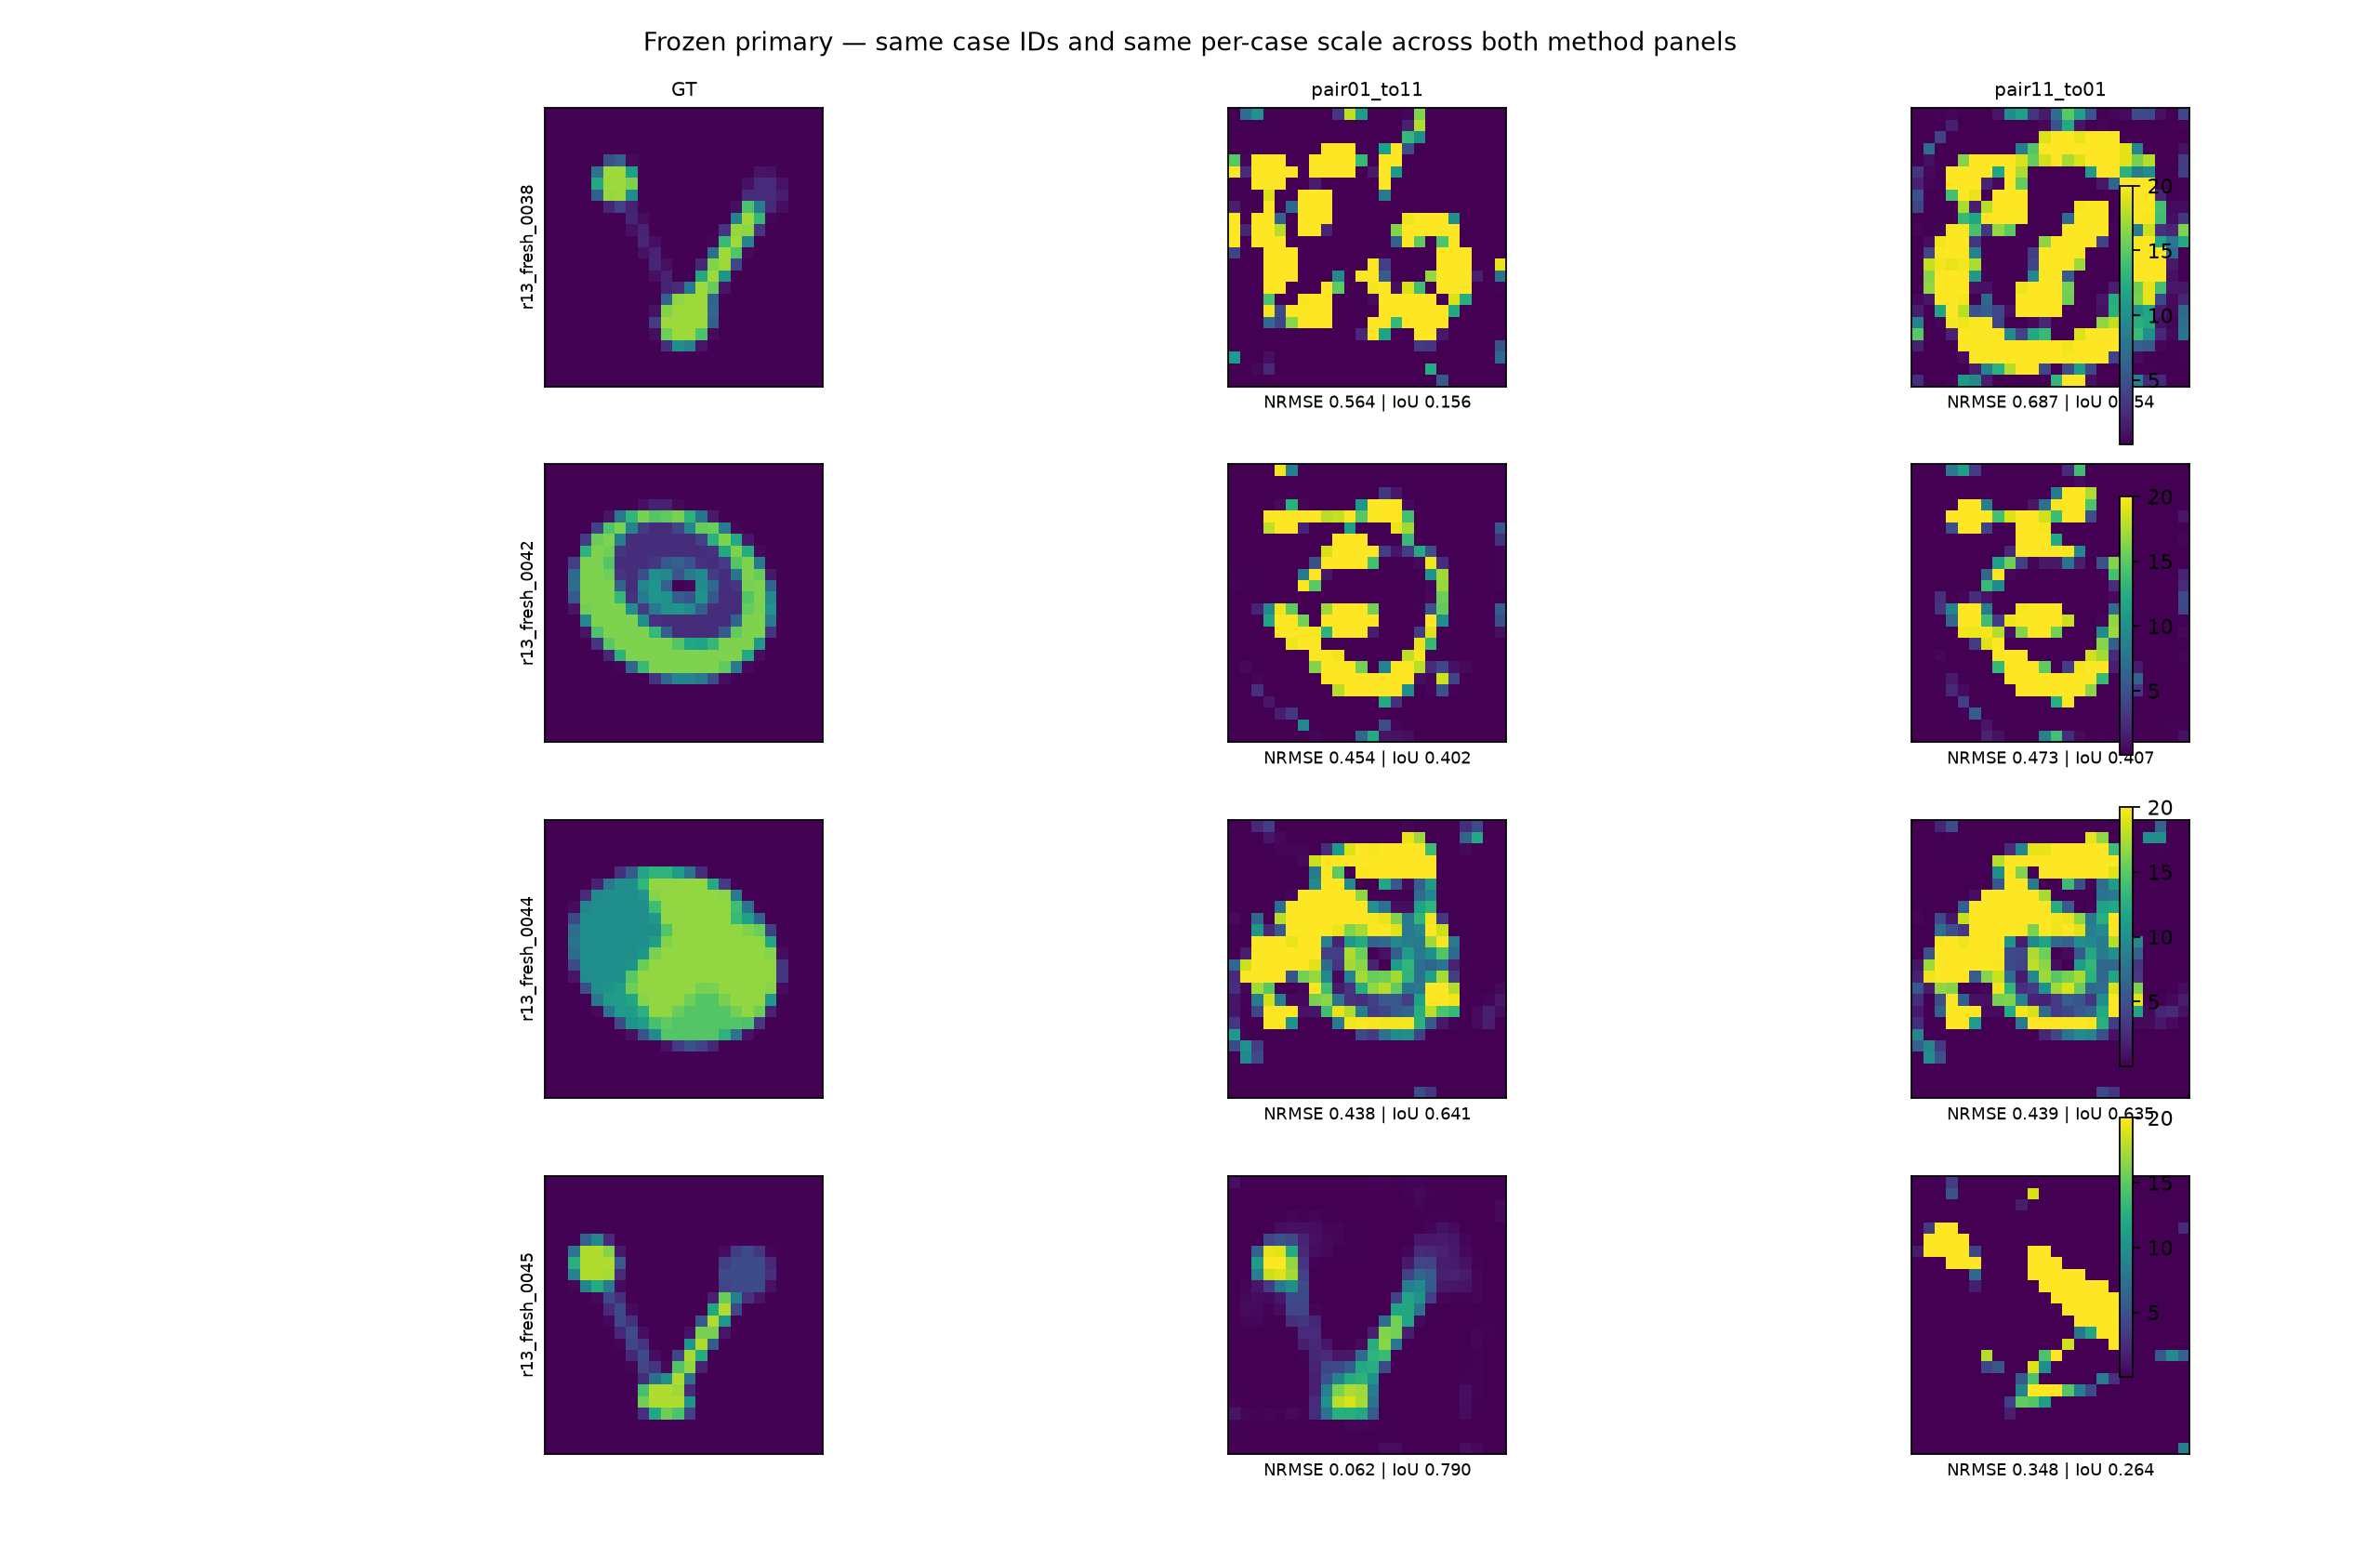 Frozen primary — same case IDs and same per-case scale across both method panels
GT
pair01_to11
pair11_to01
r13_fresh_0038
20
15
10
5
NRMSE 0.564 | IoU 0.156
NRMSE 0.687 | IoU 0 54
r13_fresh_0042
20
15
10
5
NRMSE 0.454 | IoU 0.402
NRMSE 0.473 | IoU 0.407
r13_fresh_0044
20
15
10
5
NRMSE 0.438 | IoU 0.641
NRMSE 0.439 | IoU 0.635
r13_fresh_0045
20
15
10
5
NRMSE 0.062 | IoU 0.790
NRMSE 0.348 | IoU 0.264